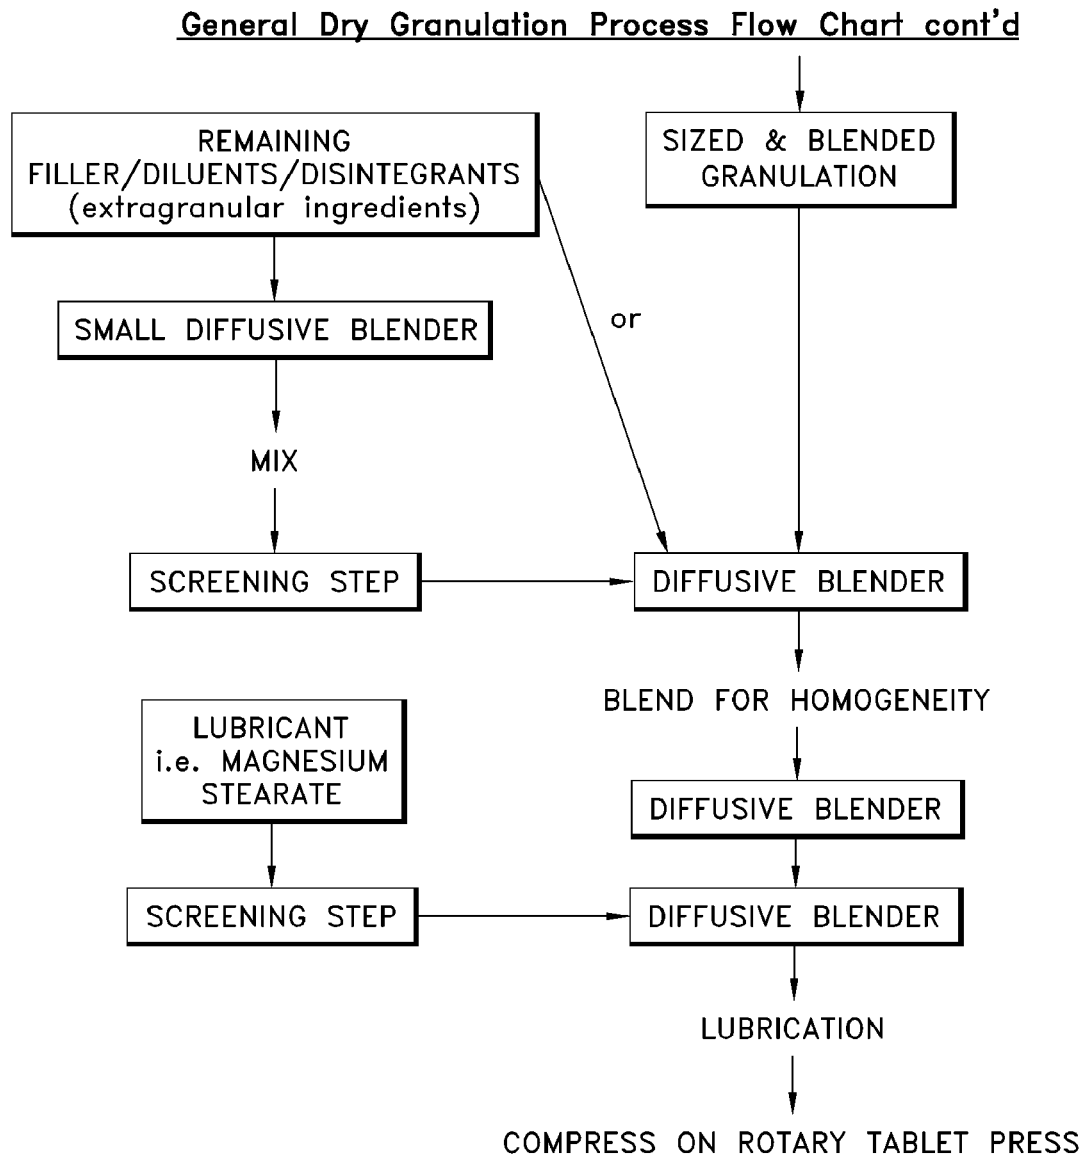 General Dry Granulation Process Flow Chart cont'd
REMAINING
FILLER/DILUENTS/DISINTEGRANTS
(extragranular ingredients)
SIZED & BLENDED
GRANULATION
SMALL DIFFUSIVE BLENDER
or
MIX
SCREENING STEP
DIFFUSIVE BLENDER
BLEND FOR HOMOGENEITY
LUBRICANT
i.e. MAGNESIUM
STEARATE
DIFFUSIVE BLENDER
SCREENING STEP
DIFFUSIVE BLENDER
LUBRICATION
COMPRESS ON ROTARY TABLET PRESS